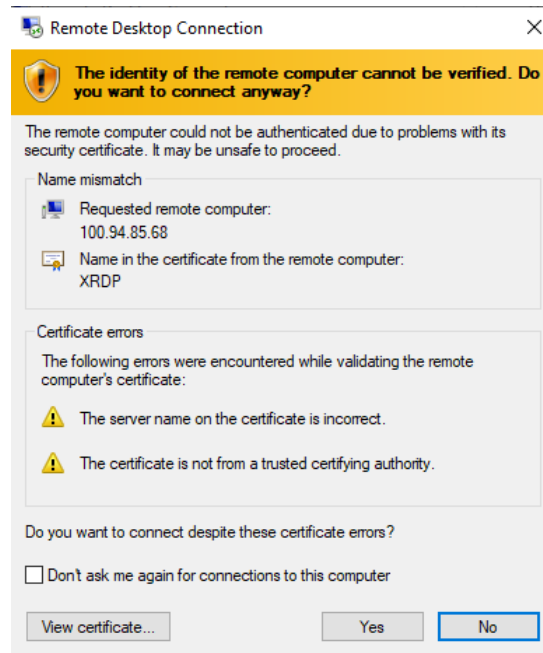 Remote Desktop Connection
The identity of the remote computer cannot be verified. Do
you want to connect anyway?
The remote computer could not be authenticated due to problems with its
security certificate. It may be unsafe to proceed.
Name mismatch
Requested remote computer:
100.94.85.68
Name in the certificate from the remote computer:
XRDP
Certificate errors
The following errors were encountered while validating the remote
computer's certificate:
The server name on the certificate is incorrect.
The certificate is not from a trusted certifying authority.
Do you want to connect despite these certificate errors?
Don't ask me again for connections to this computer
View certificate...
Yes
No